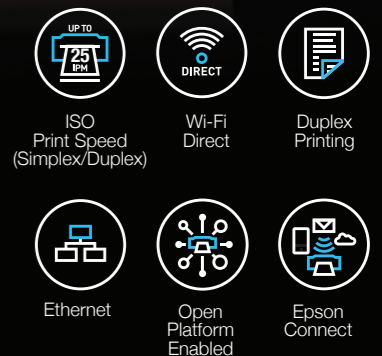 UP TO
25
IPM
DIRECT
ISO
Print Speed
(Simplex/Duplex)
Wi-Fi
Direct
Duplex
Printing
Ethernet
Open
Platform
Enabled
Epson
Connect